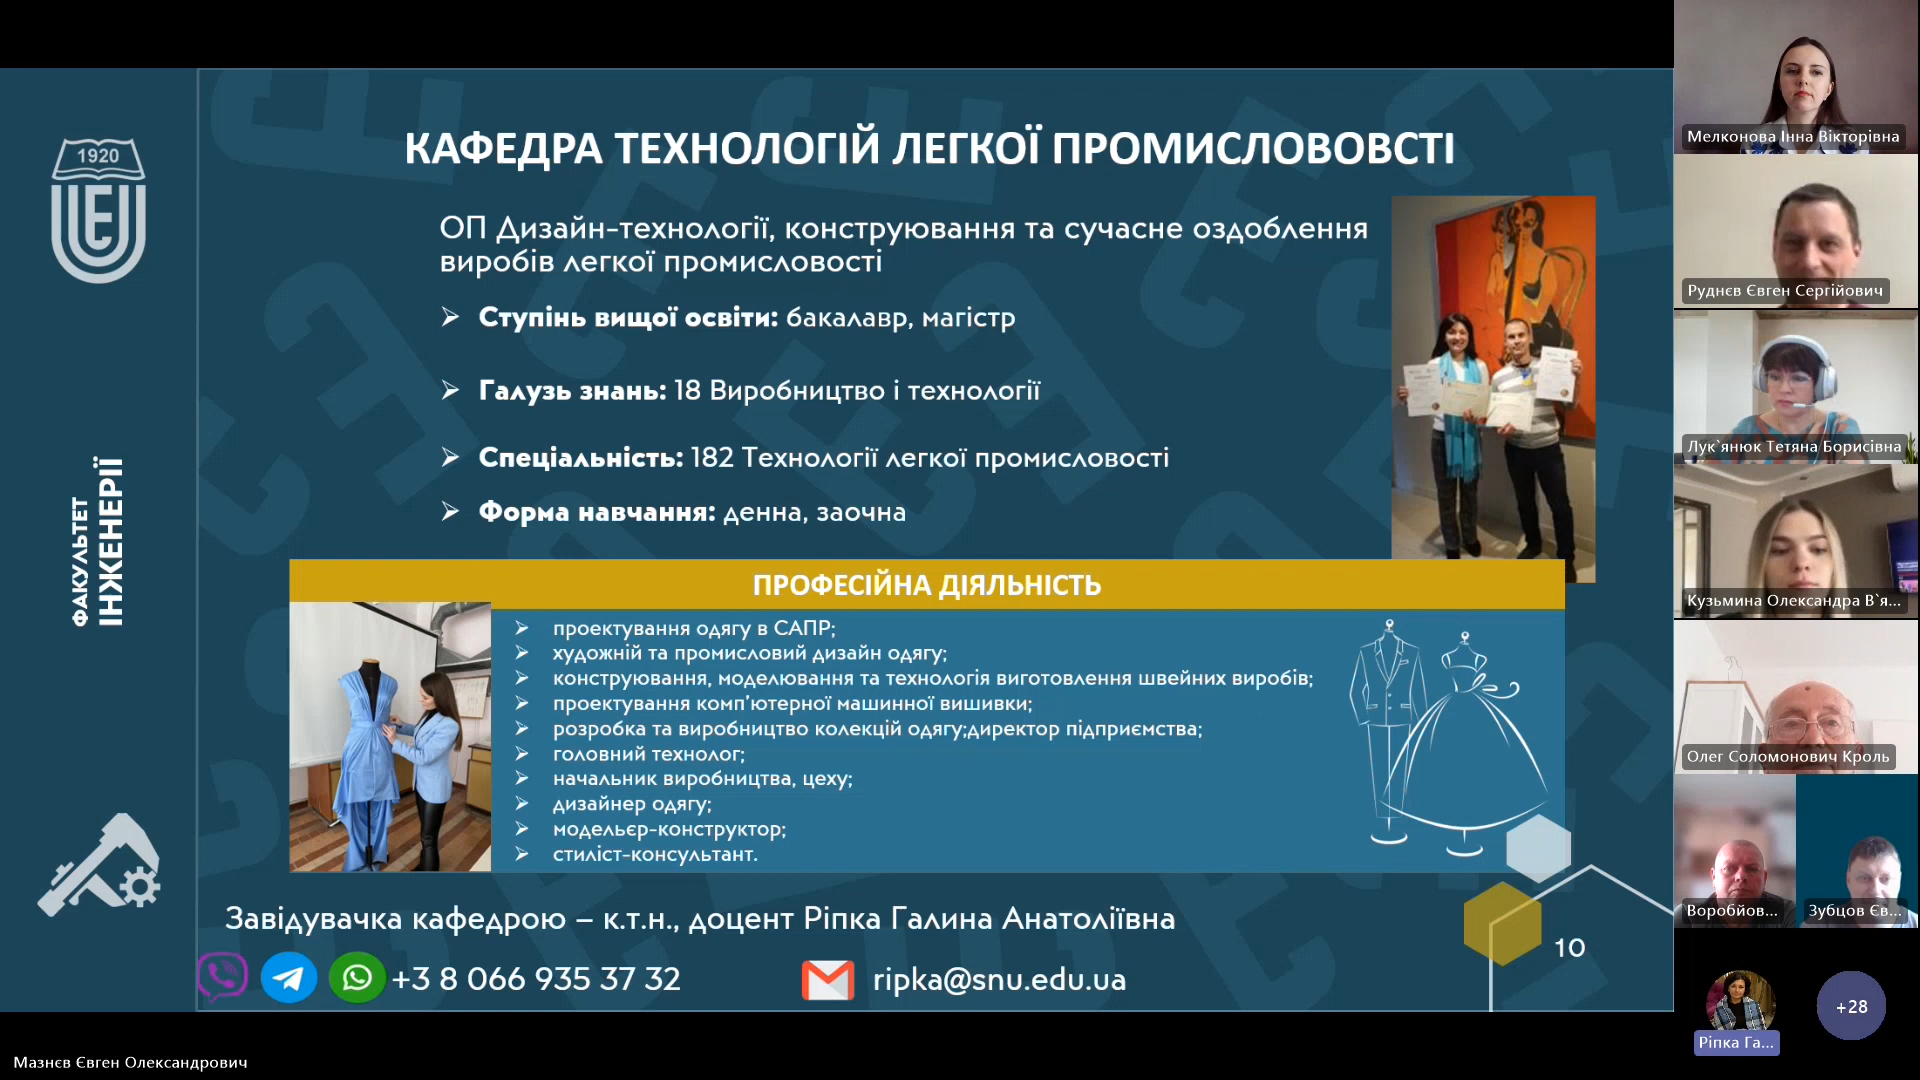 1920
ФАКУЛЬТЕТ
ІНЖЕНЕРІЇ
КАФЕДРА ТЕХНОЛОГІЙ ЛЕГКОЇ ПРОМИСЛОВОВСТІ
ОП Дизайн-технології, конструювання та сучасне оздоблення
виробів легкої промисловості
➢ Ступінь вищої освіти: бакалавр, магістр
➢ Галузь знань: 18 Виробництво і технології
➢ Спеціальність: 182 Технології легкої промисловості
➢ Форма навчання: денна, заочна
ПРОФЕСІЙНА ДІЯЛЬНІСТЬ
➢ проектування одягу в САПР;
➢ художній та промисловий дизайн одягу;
➢ конструювання, моделювання та технологія виготовлення швейних виробів;
➢ проектування комп'ютерної машинної вишивки;
➢ розробка та виробництво колекцій одягу;директор підприємства;
➢ головний технолог;
➢ начальник виробництва, цеху;
➢ дизайнер одягу;
➢ модельєр-конструктор;
➢ стиліст-консультант.
Завідувачка кафедрою – к.т.н., доцент Ріпка Галина Анатоліївна
+3 8 066 935 37 32
ripka@snu.edu.ua
10
Мазнєв Євген Олександрович
Мелконова Інна Вікторівна
Руднєв Євген Сергійович
Лук`янюк Тетяна Борисівна
Кузьмина Олександра В`я...
Олег Соломонович Кроль
Воробйов...
Зубцов Єв...
Ріпка Га...
+28